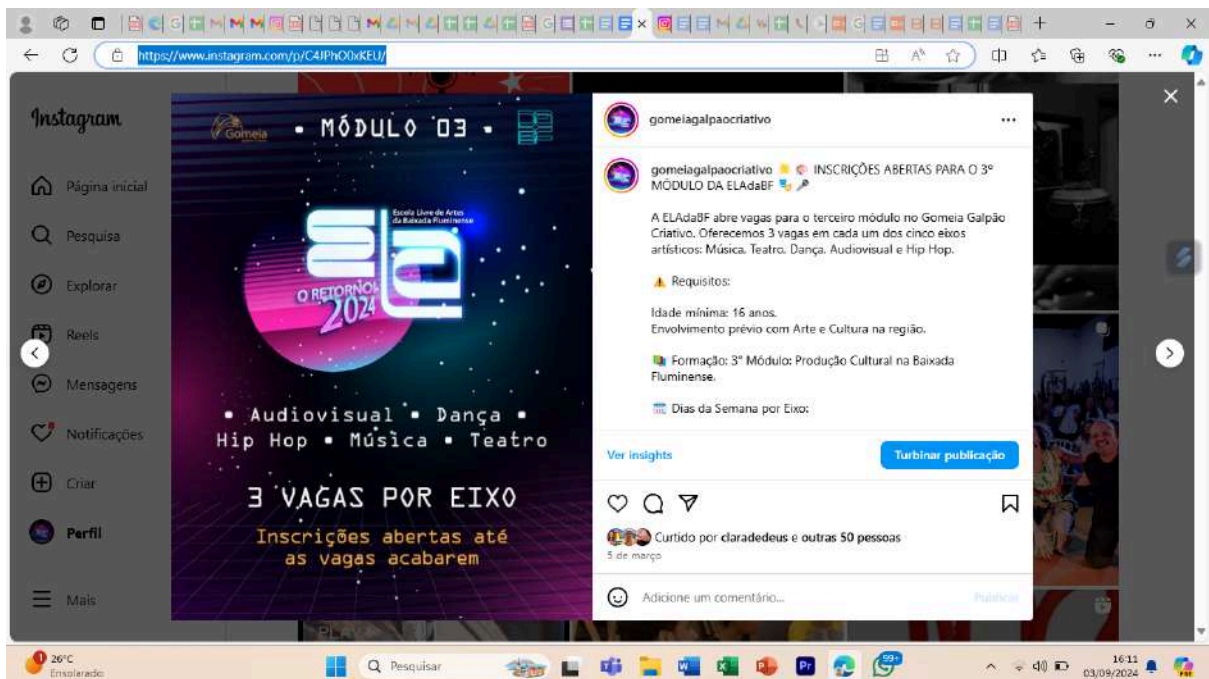 https://www.instagram.com/p/C4JPhO0xKEU/
Instagram
Página inicial
Pesquisa
Explorar
Reels
Mensagens
Notificações
Criar
Perfil
Mais
Gomeia
• MÓDULO 03 •
Escola Livre de Artes
da Baixada Fluminense
ELA
O RETORNO!
2024
• Audiovisual • Dança •
Hip Hop • Música • Teatro
3 VAGAS POR EIXO
Inscrições abertas até
as vagas acabarem
gomeiagalpaocriativo
gomeiagalpaocriativo INSCRIÇÕES ABERTAS PARA O 3º
MÓDULO DA ELAdaBF
A ELAdaBF abre vagas para o terceiro módulo no Gomeia Galpão
Criativo. Oferecemos 3 vagas em cada um dos cinco eixos
artísticos: Música, Teatro, Dança, Audiovisual e Hip Hop.
Requisitos:
Idade mínima: 16 anos.
Envolvimento prévio com Arte e Cultura na região.
Formação: 3º Módulo: Produção Cultural na Baixada
Fluminense.
Dias da Semana por Eixo:
Ver insights
Turbinar publicação
Curtido por claradedeus e outras 50 pessoas
5 de março
Adicione um comentário...
Publicar
26°C
Ensolarado
Pesquisar
99+
16:11
03/09/2024